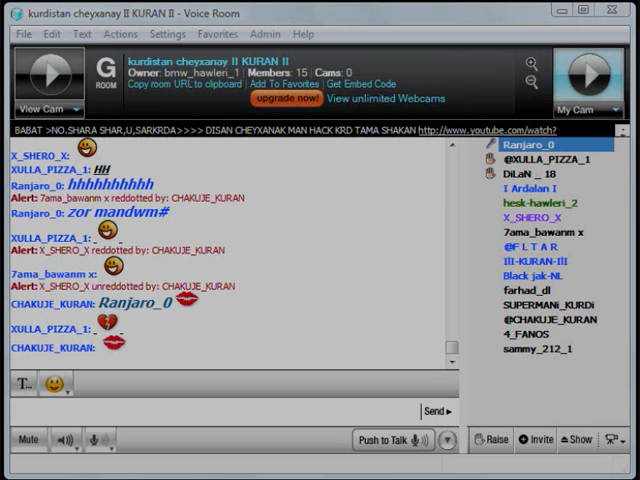 kurdistan cheyxanay II KURAN II - Voice Room
File Edit Text Actions Settings Favorites Admin Help
kurdistan cheyxanay II KURAN II
G ROOM
Owner: bmw_hawleri_1 | Members: 15 | Cams: 0
Copy room URL to clipboard | Add To Favorites | Get Embed Code
upgrade now! View unlimited Webcams
View Cam
My Cam
BABAT >NO.SHARA SHAR,U,SARKRDA>>>> DISAN CHEYXANAK MAN HACK KRD TAMA SHAKAN http://www.youtube.com/watch?
X_SHERO_X:
XULLA_PIZZA_1: HH
Ranjaro_0: hhhhhhhhhhh
Alert: 7ama_bawanm x reddotted by: CHAKUJE_KURAN
Ranjaro_0: zor mandwm#
XULLA_PIZZA_1: - -
Alert: X_SHERO_X reddotted by: CHAKUJE_KURAN
7ama_bawanm x:
Alert: X_SHERO_X unreddotted by: CHAKUJE_KURAN
CHAKUJE_KURAN: Ranjaro_0
XULLA_PIZZA_1: - -
CHAKUJE_KURAN:
Ranjaro_0
@XULLA_PIZZA_1
DiLaN _ 18
I Ardalan I
hesk-hawleri_2
X_SHERO_X
7ama_bawanm x
@F L T A R
IlI-KURAN-IlI
Black jak-NL
farhad_dl
SUPERMANi_KURDi
@CHAKUJE_KURAN
4_FANOS
sammy_212_1
T...
Send
Mute
Push to Talk
Raise Invite Show